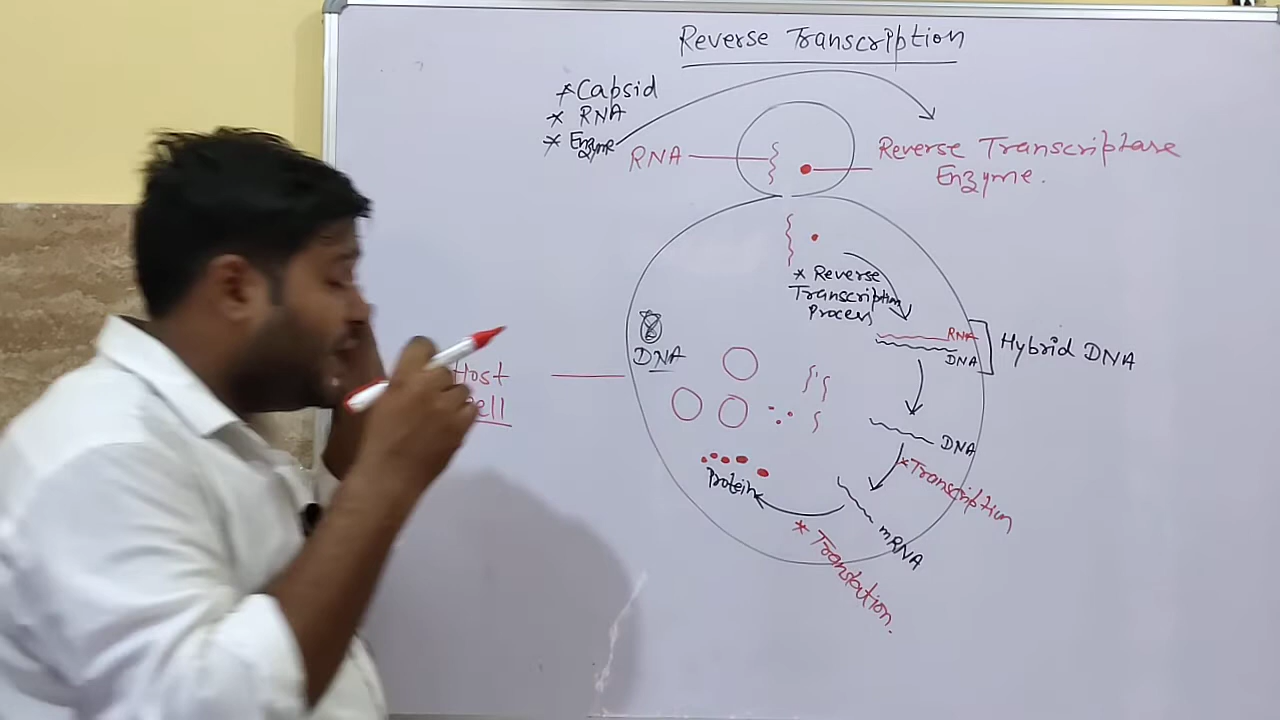 Reverse Transcription
* Capsid
* RNA
* Enzyme
RNA
Reverse Transcriptase
Enzyme.
* Reverse
Transcription
Process
RNA
DNA
Hybrid DNA
DNA
Host
Cell
DNA
* Transcription
Protein
mRNA
* Translation.